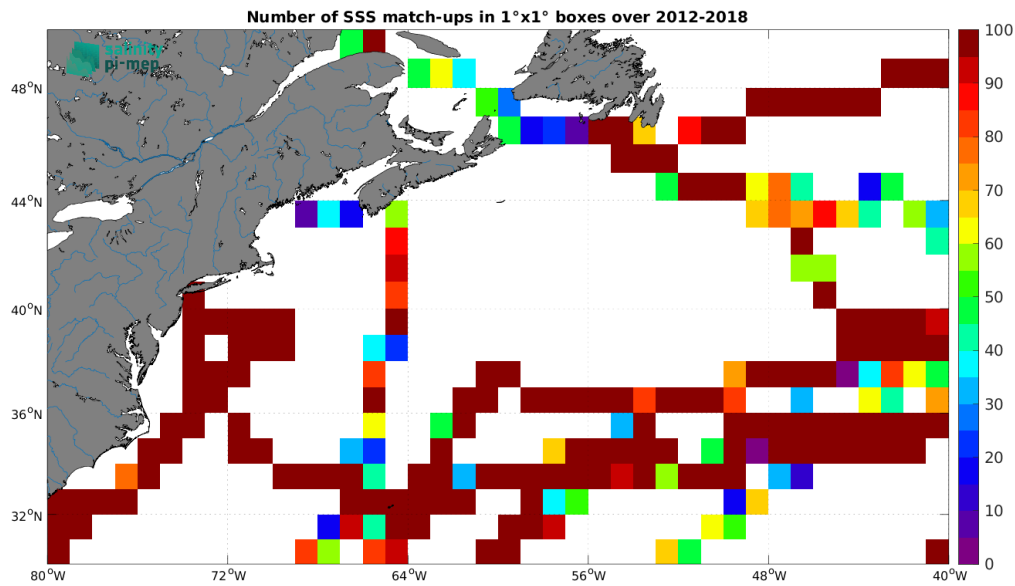 Number of SSS match-ups in 1°x1° boxes over 2012-2018
salinity
pi-mep
48°N
44°N
40°N
36°N
32°N
80°W 72°W 64°W 56°W 48°W 40°W
100
90
80
70
60
50
40
30
20
10
0